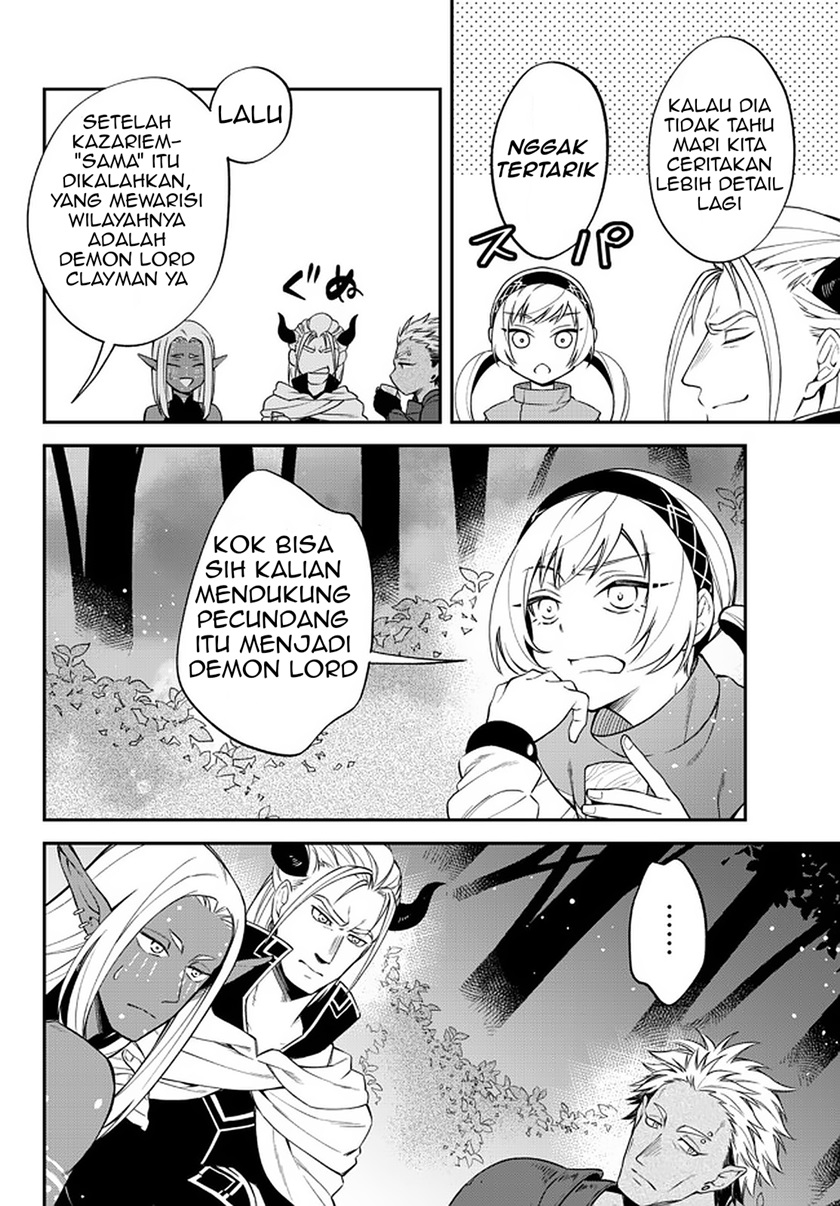 KALAU DIA
TIDAK TAHU
MARI KITA
CERITAKAN
LEBIH DETAIL
LAGI
NGGAK
TERTARIK
スパ
LALU
SETELAH
KAZARIEM-
"SAMA" ITU
DIKALAHKAN,
YANG MEWARISI
WILAYAHNYA
ADALAH
DEMON LORD
CLAYMAN YA
ぐぬ
KOK BISA
SIH KALIAN
MENDUKUNG
PECUNDANG
ITU MENJADI
DEMON LORD
......